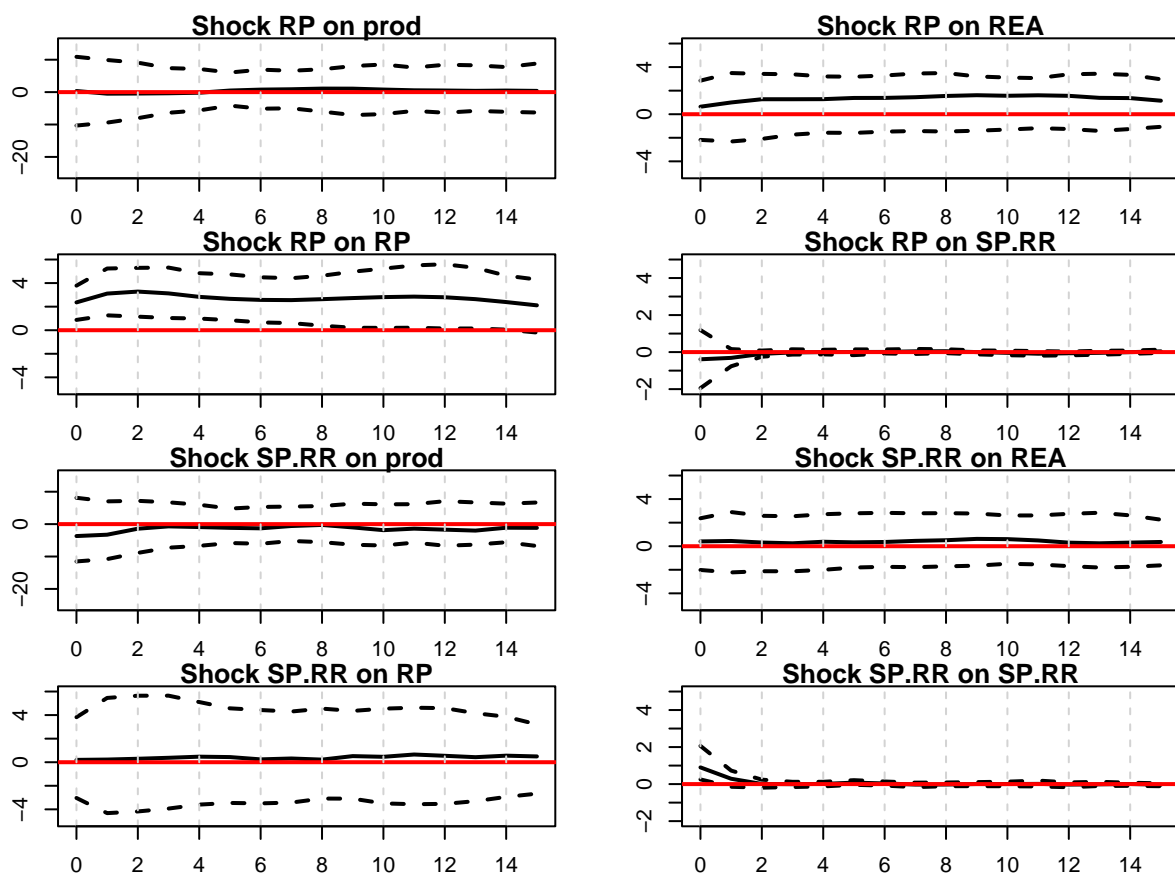 Shock RP on prod
−20 0
0 2 4 6 8 10 12 14
Shock RP on REA
−4 0 4
0 2 4 6 8 10 12 14
Shock RP on RP
−4 0 4
0 2 4 6 8 10 12 14
Shock RP on SP.RR
−2 0 2 4
0 2 4 6 8 10 12 14
Shock SP.RR on prod
−20 0
0 2 4 6 8 10 12 14
Shock SP.RR on REA
−4 0 4
0 2 4 6 8 10 12 14
Shock SP.RR on RP
−4 0 4
0 2 4 6 8 10 12 14
Shock SP.RR on SP.RR
−2 0 2 4
0 2 4 6 8 10 12 14